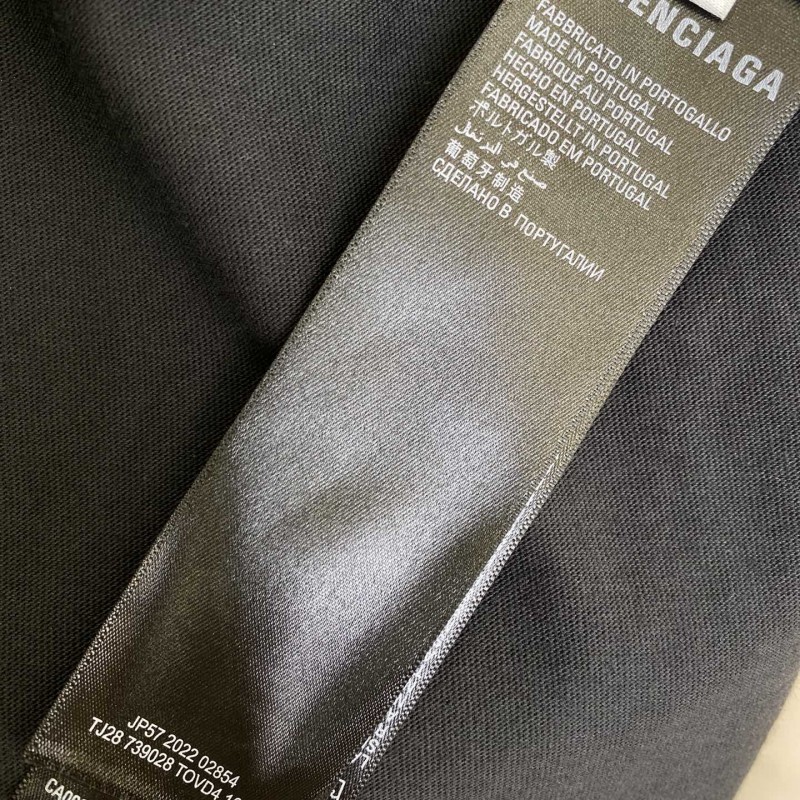 ENCIAGA
FABBRICATO IN PORTOGALLO
MADE IN PORTUGAL
FABRIQUÉ AU PORTUGAL
HECHO EN PORTUGAL
HERGESTELLT IN PORTUGAL
FABRICADO EM PORTUGAL
ポルトガル製
صنع في البرتغال
葡萄牙制造
СДЕЛАНО В ПОРТУГАЛИИ
JP57 2022 02854
TJ28 739028 TOVD4